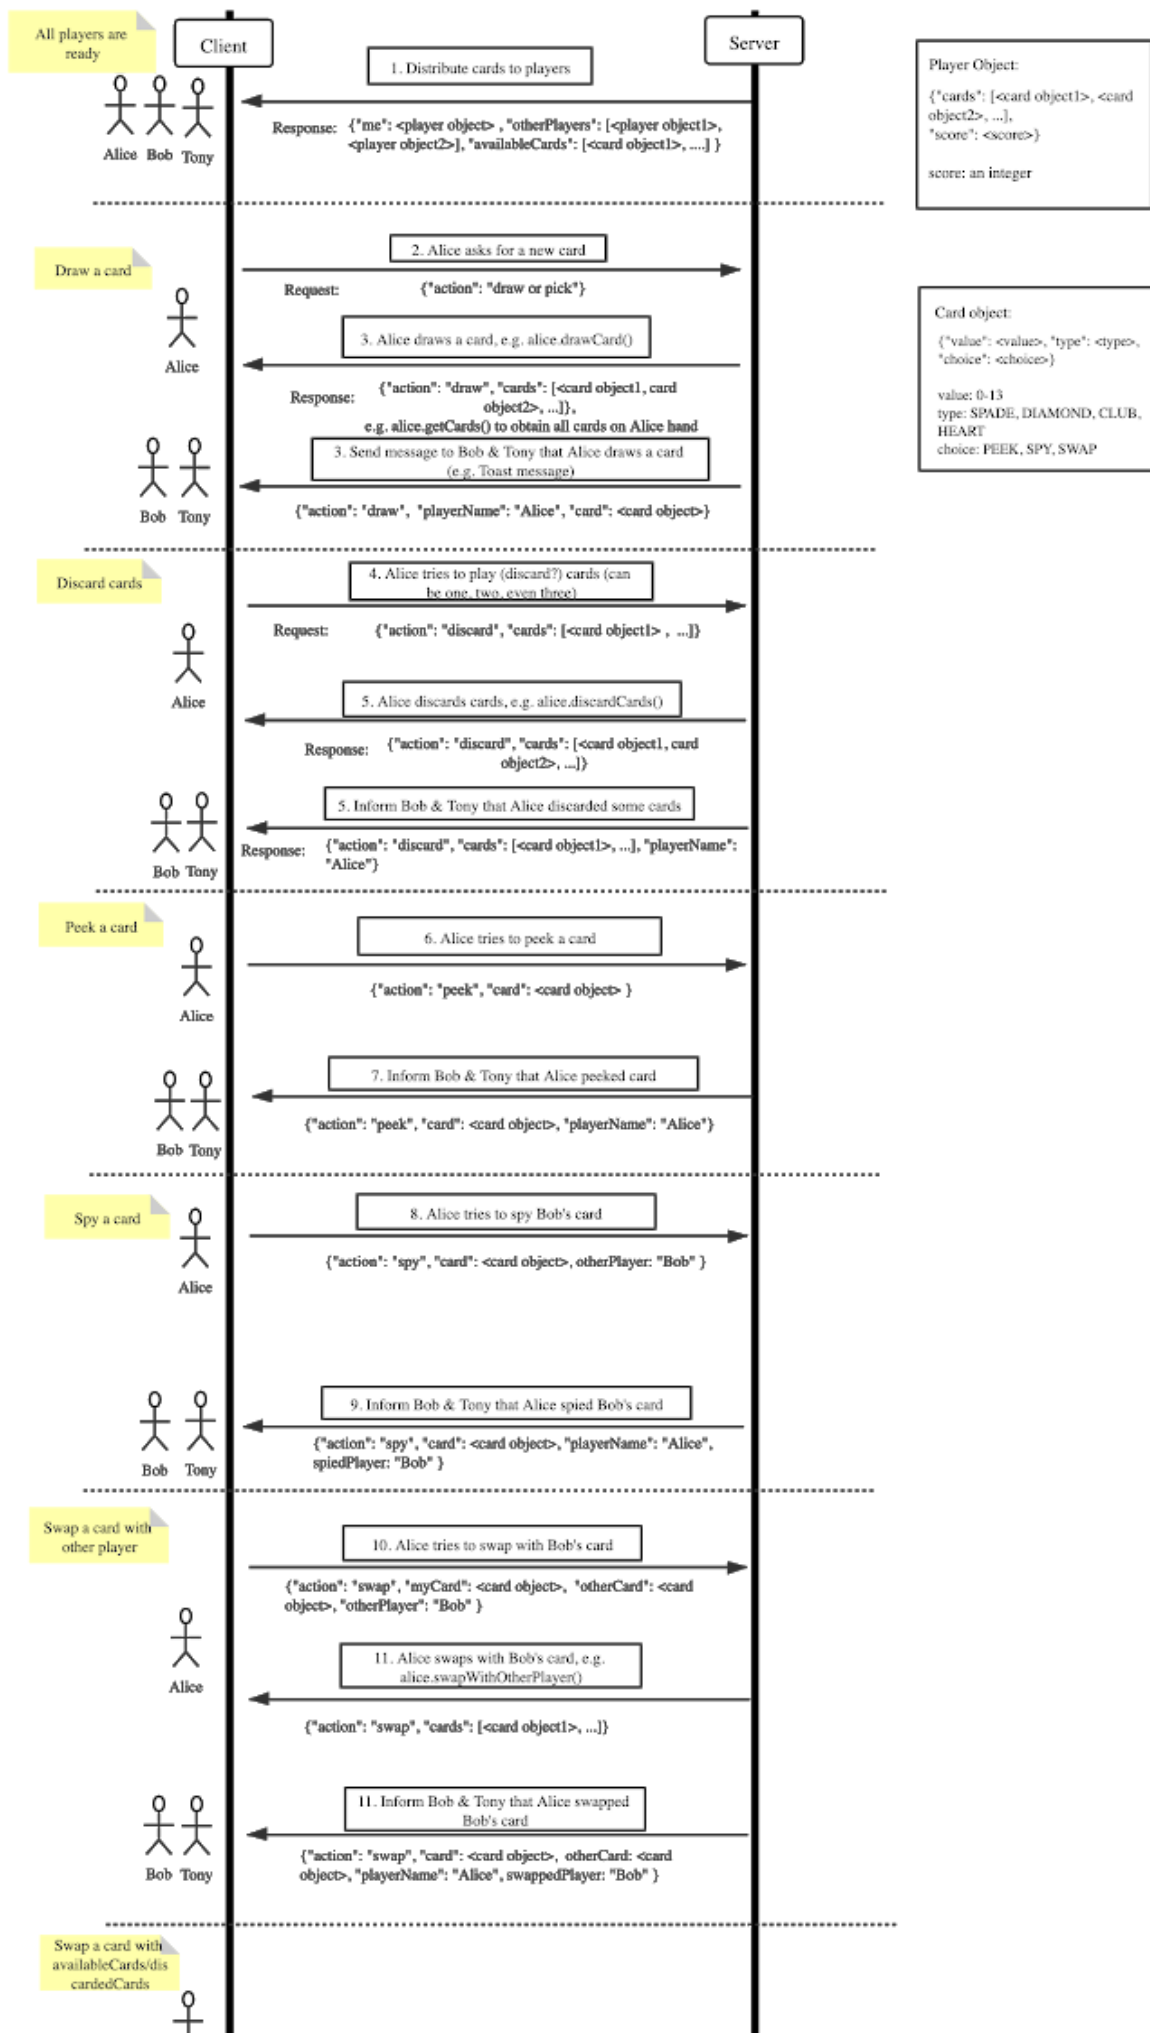 All players are
ready
Client
Server
1. Distribute cards to players
Response: {"me": <player object> , "otherPlayers": [<player object1>,
<player object2>], "availableCards": [<card object1>, ....] }
Alice Bob Tony
Player Object:
{"cards": [<card object1>, <card
object2>, ...],
"score": <score>}
score: an integer
Draw a card
2. Alice asks for a new card
Request: {"action": "draw or pick"}
Alice
3. Alice draws a card, e.g. alice.drawCard()
Response: {"action": "draw", "cards": [<card object1, card
object2>, ...]},
e.g. alice.getCards() to obtain all cards on Alice hand
Card object:
{"value": <value>, "type": <type>,
"choice": <choice>}
value: 0-13
type: SPADE, DIAMOND, CLUB,
HEART
choice: PEEK, SPY, SWAP
3. Send message to Bob & Tony that Alice draws a card
(e.g. Toast message)
Bob Tony
{"action": "draw", "playerName": "Alice", "card": <card object>}
Discard cards
4. Alice tries to play (discard?) cards (can
be one, two, even three)
Request: {"action": "discard", "cards": [<card object1> , ...]}
Alice
5. Alice discards cards, e.g. alice.discardCards()
Response: {"action": "discard", "cards": [<card object1, card
object2>, ...]}
5. Inform Bob & Tony that Alice discarded some cards
Response: {"action": "discard", "cards": [<card object1>, ...], "playerName":
"Alice"}
Bob Tony
Peek a card
6. Alice tries to peek a card
{"action": "peek", "card": <card object> }
Alice
7. Inform Bob & Tony that Alice peeked card
{"action": "peek", "card": <card object>, "playerName": "Alice"}
Bob Tony
Spy a card
8. Alice tries to spy Bob's card
{"action": "spy", "card": <card object>, otherPlayer: "Bob" }
Alice
9. Inform Bob & Tony that Alice spied Bob's card
{"action": "spy", "card": <card object>, "playerName": "Alice",
spiedPlayer: "Bob" }
Bob Tony
Swap a card with
other player
10. Alice tries to swap with Bob's card
{"action": "swap", "myCard": <card object>, "otherCard": <card
object>, "otherPlayer": "Bob" }
Alice
11. Alice swaps with Bob's card, e.g.
alice.swapWithOtherPlayer()
{"action": "swap", "cards": [<card object1>, ...]}
11. Inform Bob & Tony that Alice swapped
Bob's card
{"action": "swap", "card": <card object>, otherCard: <card
object>, "playerName": "Alice", swappedPlayer: "Bob" }
Bob Tony
Swap a card with
availableCards/dis
cardedCards